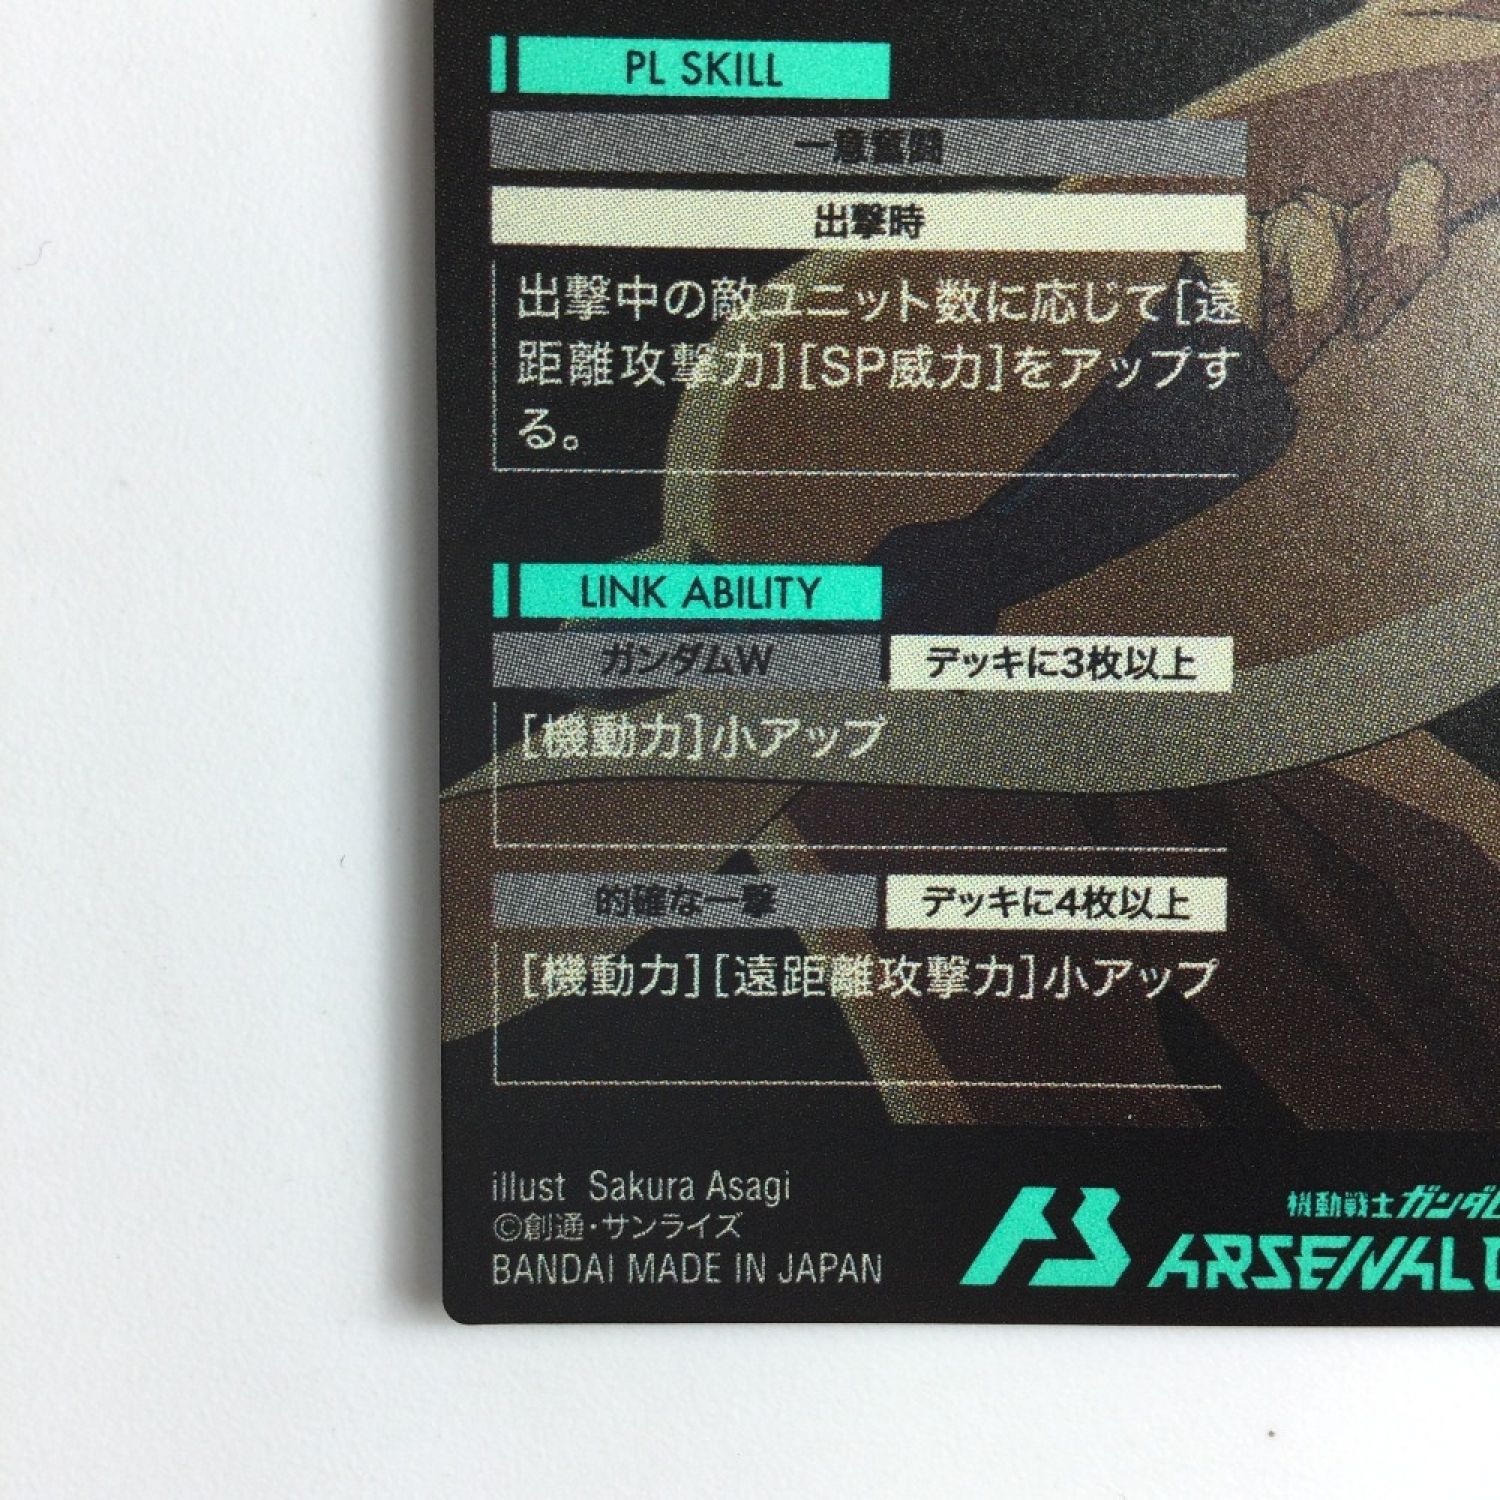 PL SKILL
一意奮闘
出撃時
出撃中の敵ユニット数に応じて[遠
距離攻撃力][SP威力]をアップす
る。
LINK ABILITY
ガンダムW
デッキに3枚以上
[機動力]小アップ
的確な一撃
デッキに4枚以上
[機動力][遠距離攻撃力]小アップ
illust Sakura Asagi
©創通・サンライズ
BANDAI MADE IN JAPAN
機動戦士ガンダム
ARSENAL